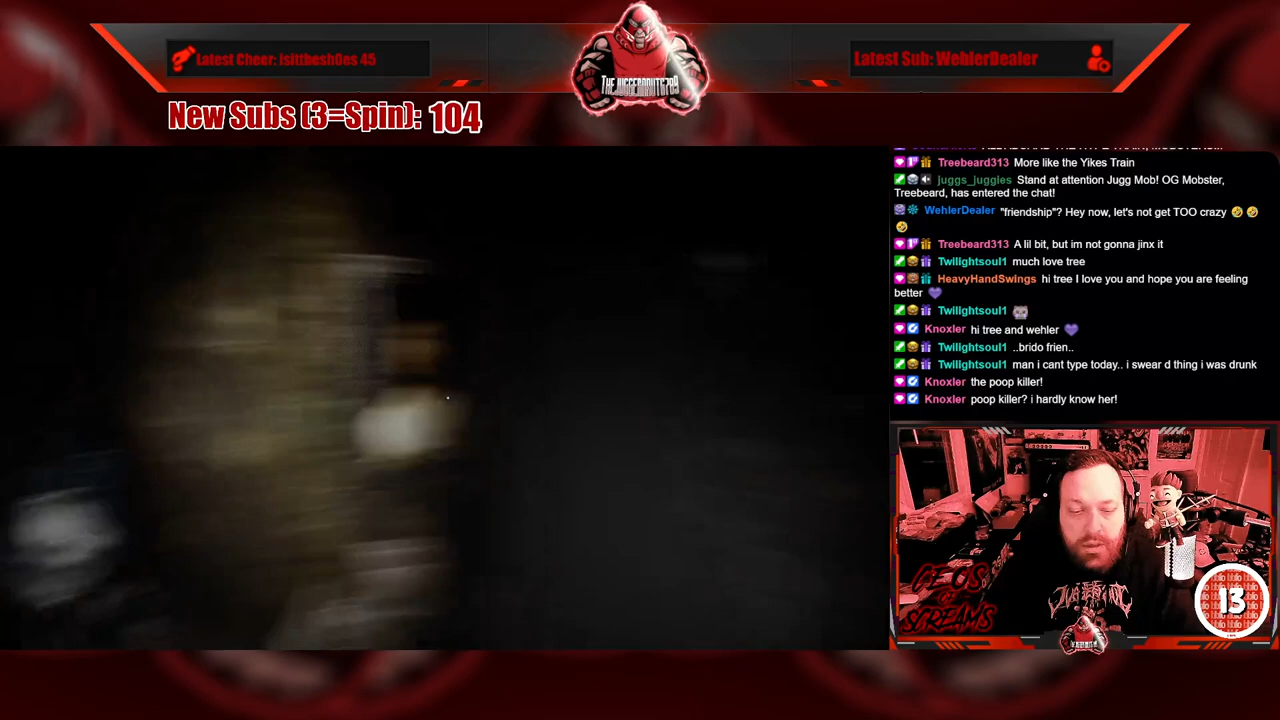 Latest Cheer: Isittheshoes 45
THEJUGGERNAUT6789
Latest Sub: WehlerDealer
New Subs (3=Spin): 104
Treebeard313 More like the Yikes Train
juggs_juggies Stand at attention Jugg Mob! OG Mobster,
Treebeard, has entered the chat!
WehlerDealer "friendship"? Hey now, let's not get TOO crazy 🤣 🤣
🤣
Treebeard313 A lil bit, but im not gonna jinx it
Twilightsoul1 much love tree
HeavyHandSwings hi tree I love you and hope you are feeling
better 💜
Twilightsoul1
Knoxler hi tree and wehler 💜
Twilightsoul1 ..brido frien..
Twilightsoul1 man i cant type today.. i swear d thing i was drunk
Knoxler the poop killer!
Knoxler poop killer? i hardly know her!
SCREAMS
13